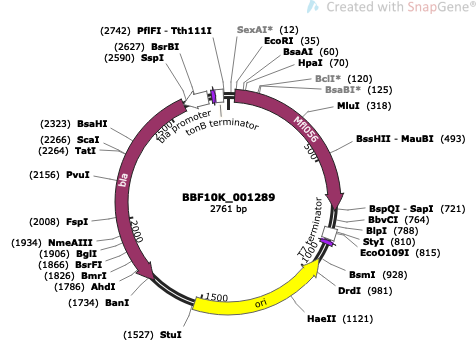 Created with SnapGene®
(2742) PflFI - Tth111I
SexAI* (12)
EcoRI (35)
(2627) BsrBI
BsaAI (60)
(2590) SspI
HpaI (70)
BclI* (120)
BsaBI* (125)
MluI (318)
bla promoter
tonB terminator
Mfl056
500
2500
(2323) BsaHI
(2266) ScaI
(2264) TatI
BssHII - MauBI (493)
(2156) PvuI
bla
BBF10K_001289
2761 bp
(2008) FspI
2000
T7 terminator
BspQI - SapI (721)
BbvCI (764)
BlpI (788)
StyI (810)
EcoO109I (815)
(1934) NmeAIII
(1906) BglI
(1866) BsrFI
(1826) BmrI
(1786) AhdI
(1734) BanI
1000
BsmI (928)
DrdI (981)
1500
ori
HaeII (1121)
(1527) StuI